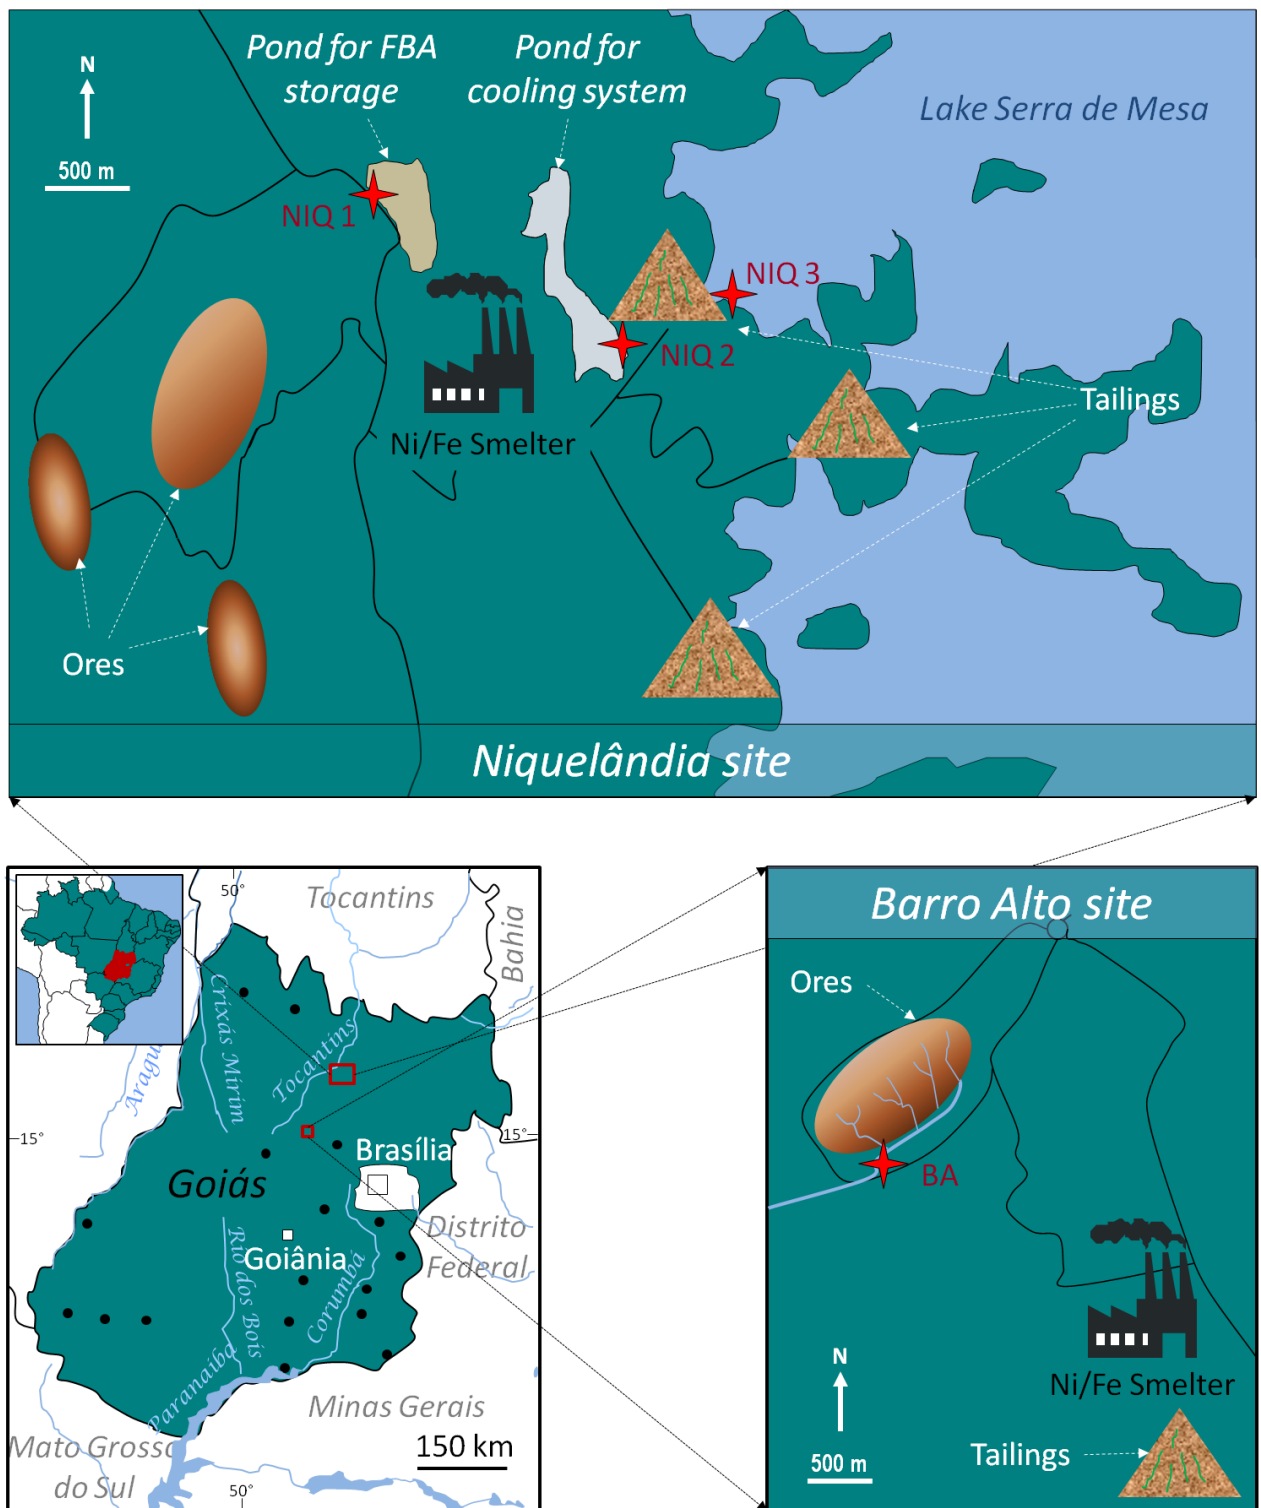 Pond for FBA
storage
Pond for
cooling system
Lake Serra de Mesa
N
500 m
NIQ 1
NIQ 3
NIQ 2
Tailings
Ni/Fe Smelter
Ores
Niquelândia site
50°
Tocantins
Bahia
Crixás Mirim
Tocantins
Aragu
15°
15°
Brasília
Goiás
Distrito
Federal
Goiânia
Rio dos Bois
Corumbá
Paranaíba
Minas Gerais
Mato Grosso
do Sul
150 km
50°
Barro Alto site
Ores
BA
N
500 m
Ni/Fe Smelter
Tailings